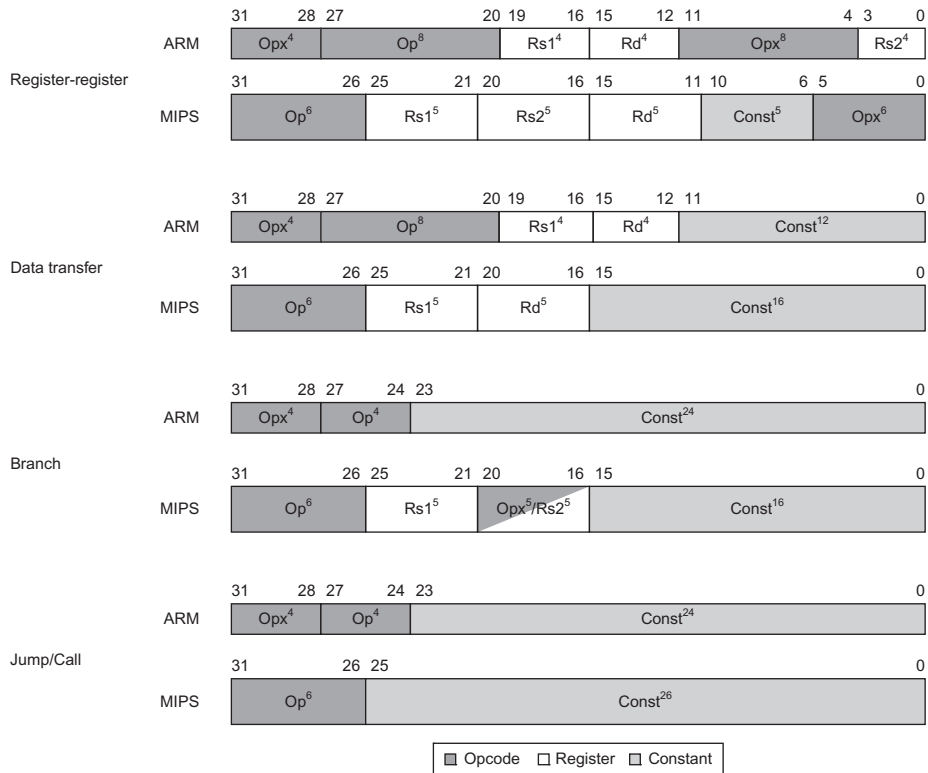 31 28 27 20 19 16 15 12 11 4 3 0
ARM Opx⁴ Op⁸ Rs1⁴ Rd⁴ Opx⁸ Rs2⁴
Register-register
31 26 25 21 20 16 15 11 10 6 5 0
MIPS Op⁶ Rs1⁵ Rs2⁵ Rd⁵ Const⁵ Opx⁶
31 28 27 20 19 16 15 12 11 0
ARM Opx⁴ Op⁸ Rs1⁴ Rd⁴ Const¹²
Data transfer
31 26 25 21 20 16 15 0
MIPS Op⁶ Rs1⁵ Rd⁵ Const¹⁶
31 28 27 24 23 0
ARM Opx⁴ Op⁴ Const²⁴
Branch
31 26 25 21 20 16 15 0
MIPS Op⁶ Rs1⁵ Opx⁵/Rs2⁵ Const¹⁶
31 28 27 24 23 0
ARM Opx⁴ Op⁴ Const²⁴
Jump/Call
31 26 25 0
MIPS Op⁶ Const²⁶
Opcode Register Constant